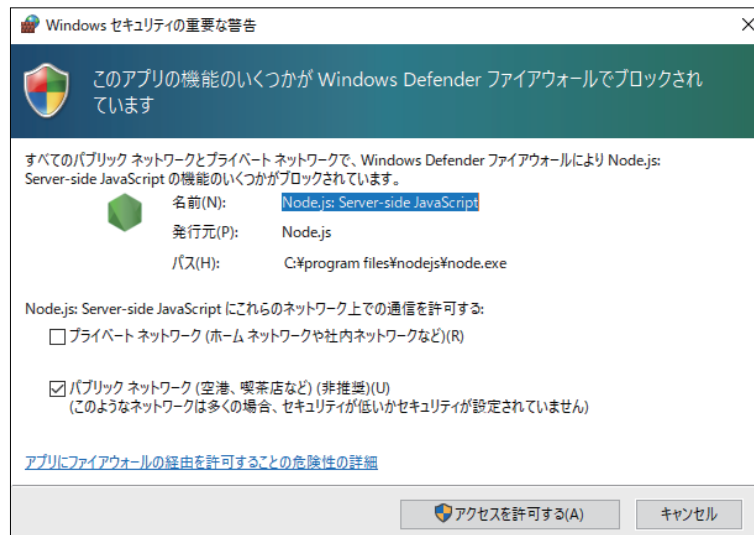 Windows セキュリティの重要な警告
このアプリの機能のいくつかが Windows Defender ファイアウォールでブロックされ
ています
すべてのパブリック ネットワークとプライベート ネットワークで、Windows Defender ファイアウォールにより Node.js:
Server-side JavaScript の機能のいくつかがブロックされています。
名前(N): Node.js: Server-side JavaScript
発行元(P): Node.js
パス(H): C:¥program files¥nodejs¥node.exe
Node.js: Server-side JavaScript にこれらのネットワーク上での通信を許可する:
プライベート ネットワーク (ホーム ネットワークや社内ネットワークなど)(R)
パブリック ネットワーク (空港、喫茶店など) (非推奨)(U)
(このようなネットワークは多くの場合、セキュリティが低いかセキュリティが設定されていません)
アプリにファイアウォールの経由を許可することの危険性の詳細
アクセスを許可する(A) キャンセル